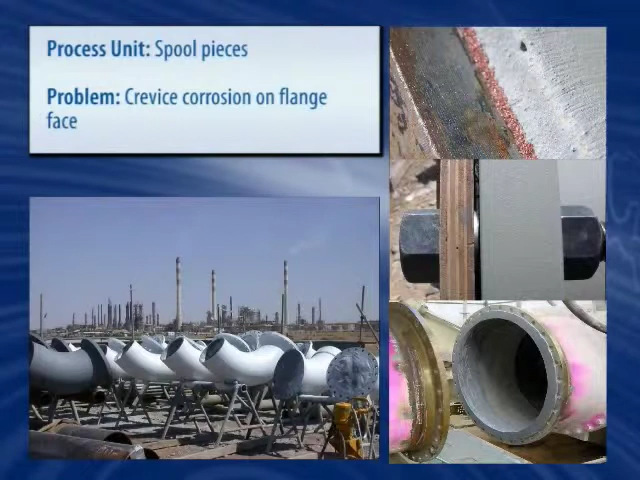 Process Unit: Spool pieces
Problem: Crevice corrosion on flange
face